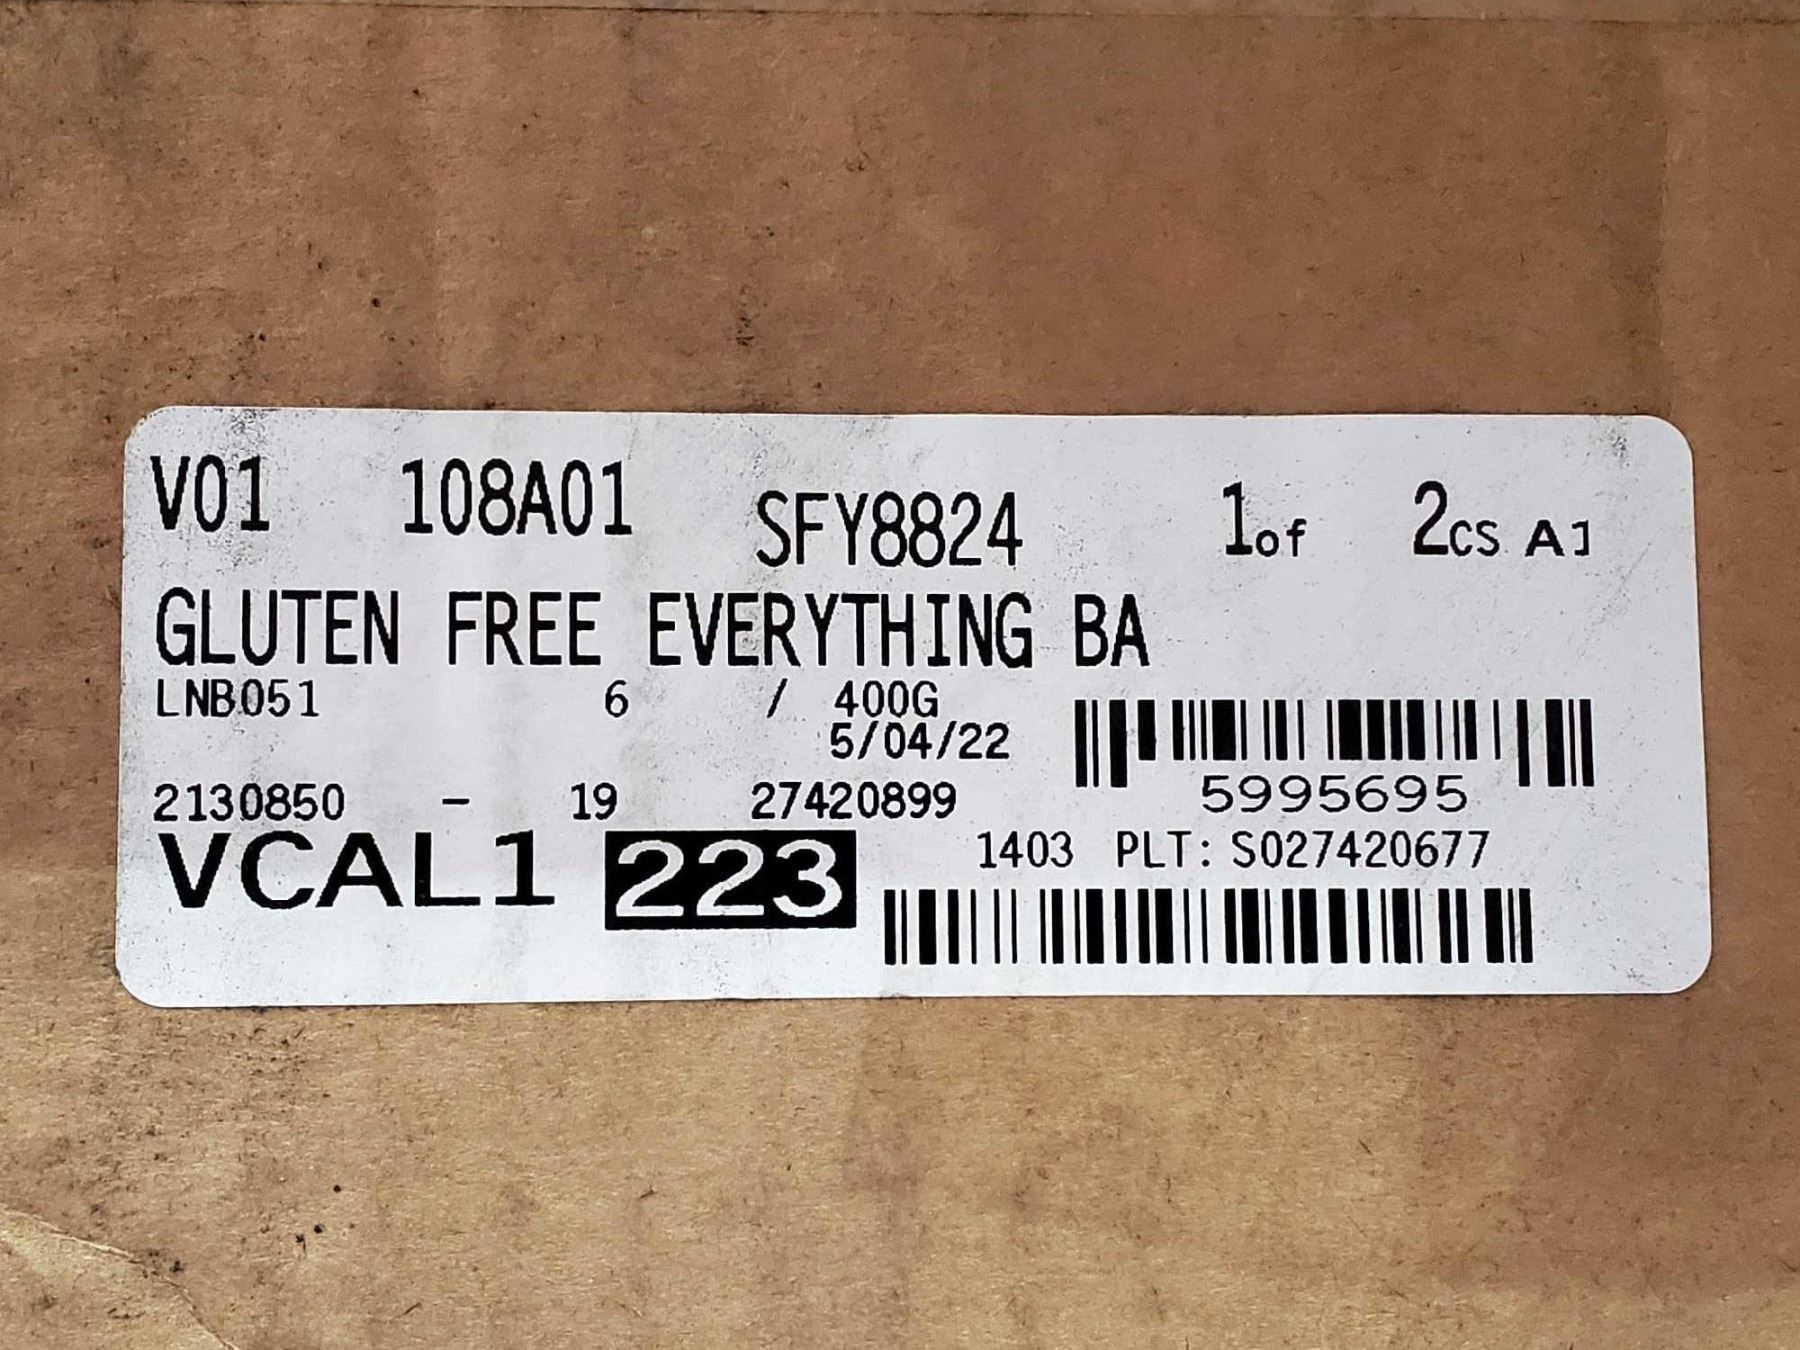 V01 108A01 SFY8824 1of 2CS A1
GLUTEN FREE EVERYTHING BA
LNB051 6 / 400G
5/04/22
5995695
2130850 - 19 27420899
VCAL1 223 1403 PLT: S027420677